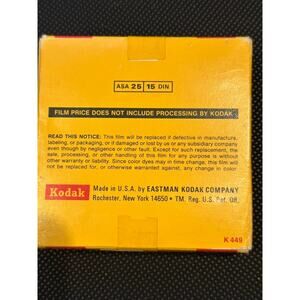 ASA 25 15 DIN
FILM PRICE DOES NOT INCLUDE PROCESSING BY KODAK
READ THIS NOTICE: This film will be replaced if defective in manufacture,
labeling, or packaging, or if damaged or lost by us or any subsidiary company
even though by negligence or other fault. Except for such replacement, the
sale, processing, or other handling of this film for any purpose is without
other warranty or liability. Since color dyes may in time change, this film will
not be replaced for, or otherwise warranted against, any change in color.
Kodak
Made in U.S.A. by EASTMAN KODAK COMPANY
Rochester, New York 14650 • TM. Reg. U.S. Pat. Off.
K 449